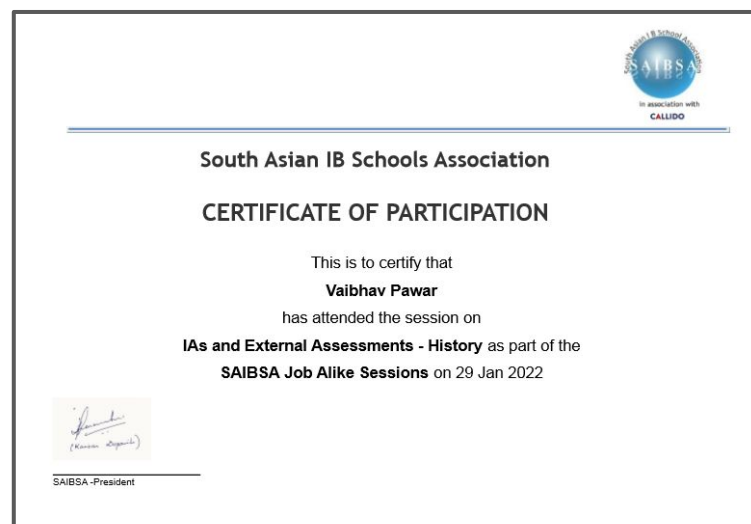 South Asian IB School Association
SAIBSA
in association with
CALLIDO
South Asian IB Schools Association
CERTIFICATE OF PARTICIPATION
This is to certify that
Vaibhav Pawar
has attended the session on
IAs and External Assessments - History as part of the
SAIBSA Job Alike Sessions on 29 Jan 2022
SAIBSA -President